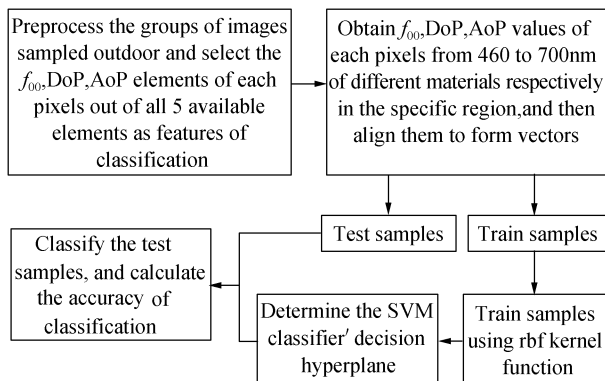 Preprocess the groups of images
sampled outdoor and select the
f00,DoP,AoP elements of each
pixels out of all 5 available
elements as features of
classification
Obtain f00,DoP,AoP values of
each pixels from 460 to 700nm
of different materials respectively
in the specific region,and then
align them to form vectors
Test samples
Train samples
Train samples
using rbf kernel
function
Determine the SVM
classifier′ decision
hyperplane
Classify the test
samples, and calculate
the accuracy of
classification